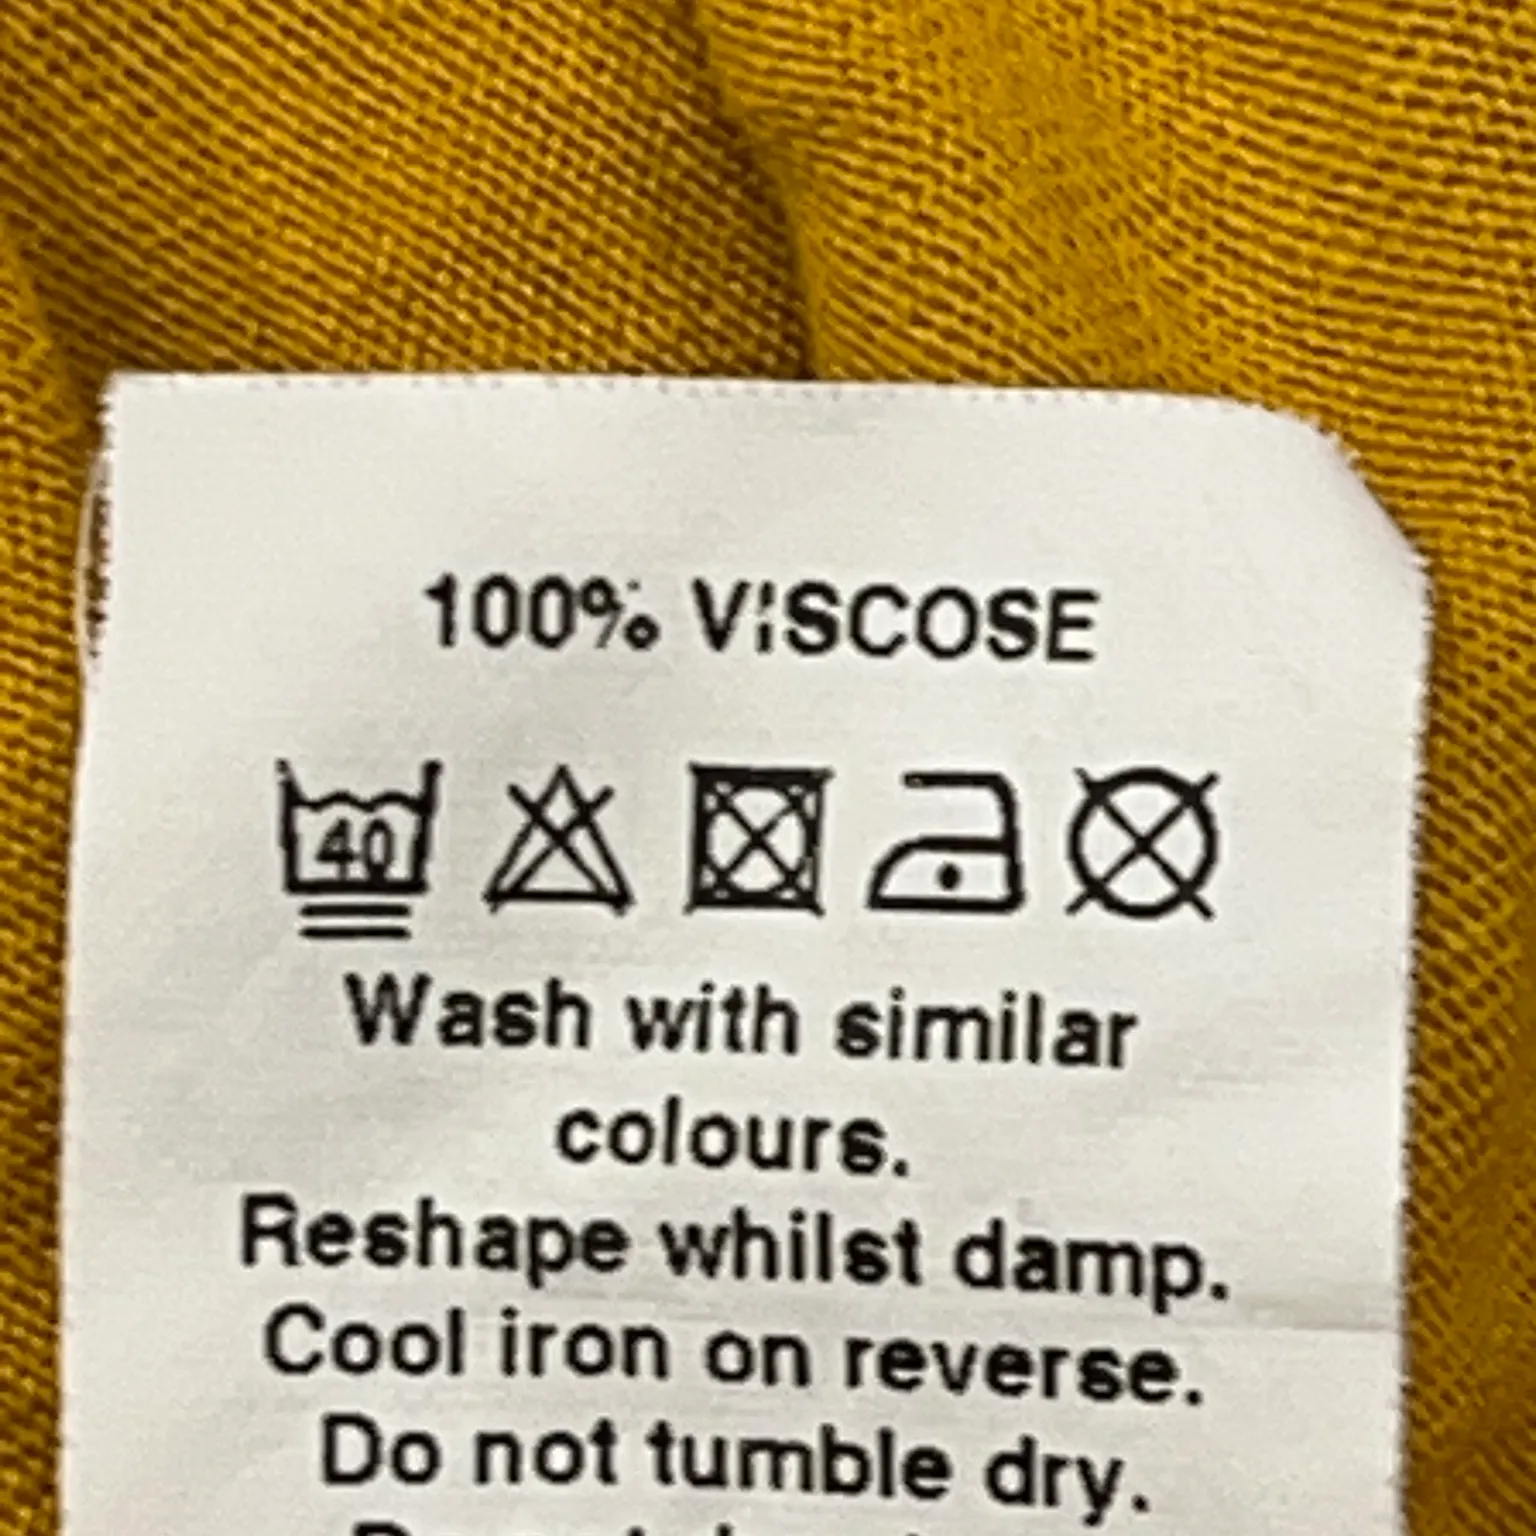 100% VISCOSE
40
Wash with similar
colours.
Reshape whilst damp.
Cool iron on reverse.
Do not tumble dry.